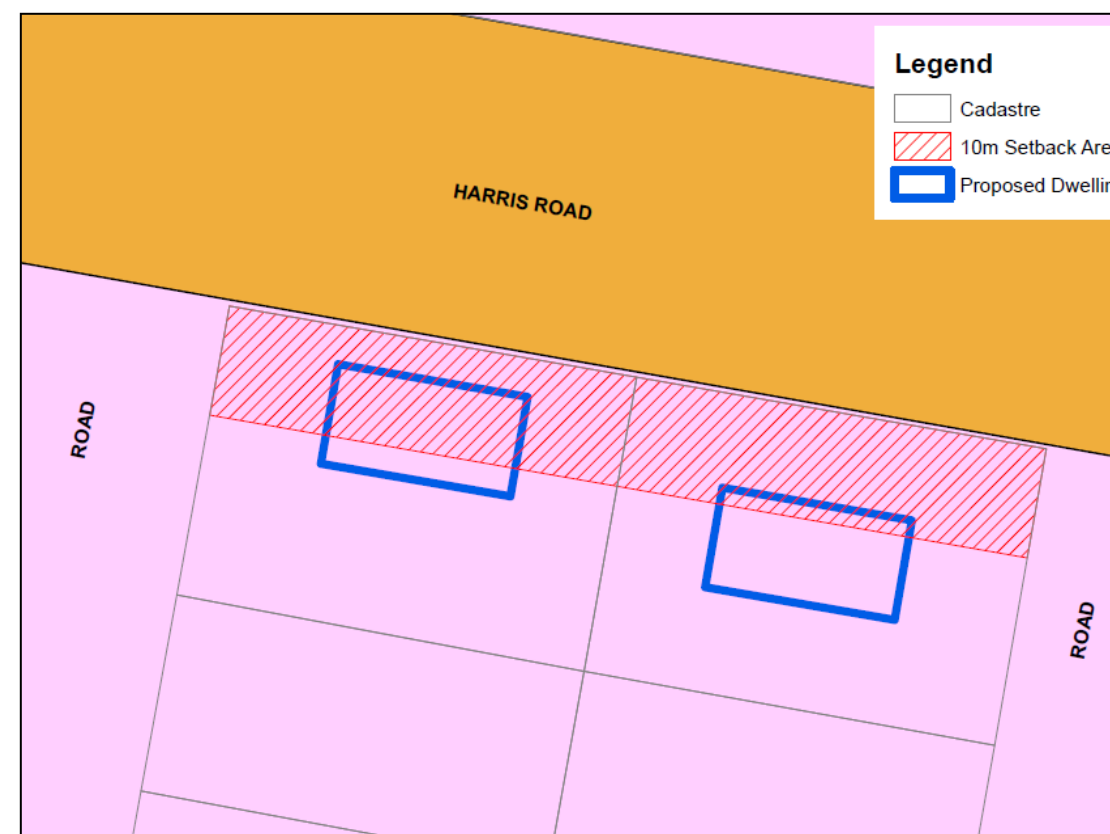 Legend
Cadastre
10m Setback Are
Proposed Dwellin
HARRIS ROAD
ROAD
ROAD